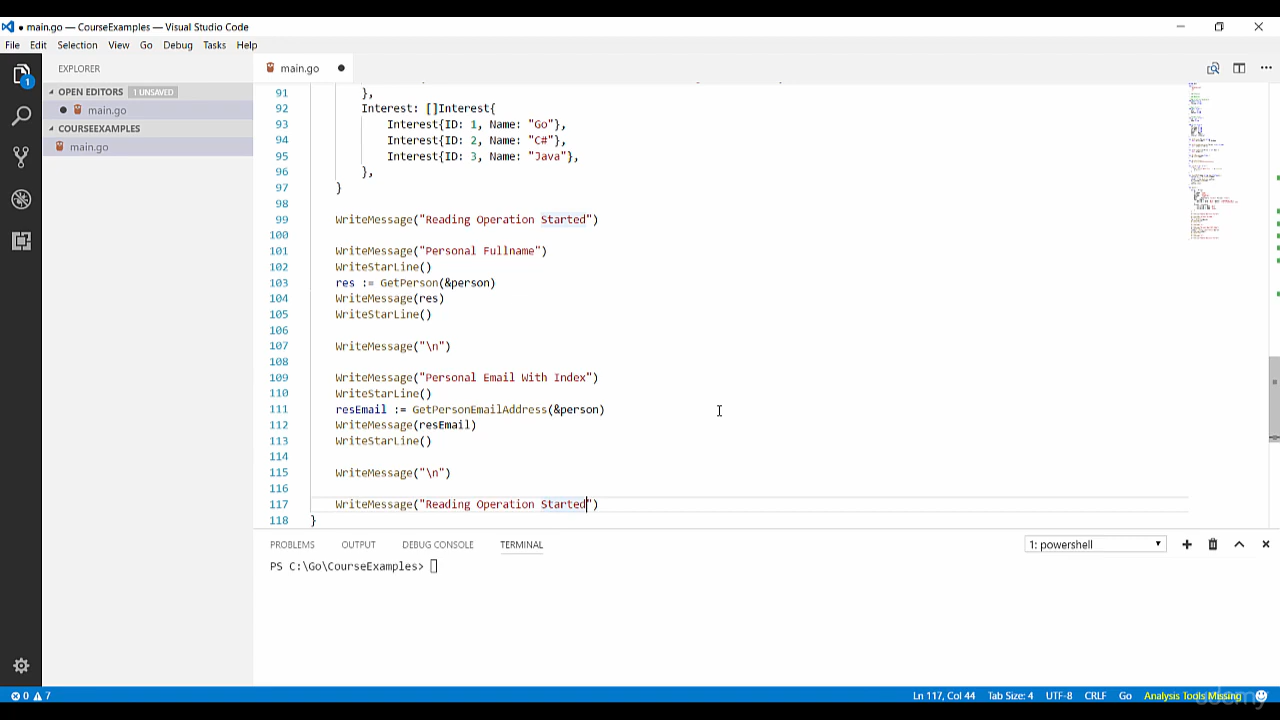 ● main.go — CourseExamples — Visual Studio Code
File Edit Selection View Go Debug Tasks Help
EXPLORER
main.go ●
OPEN EDITORS 1 UNSAVED
● main.go
COURSEEXAMPLES
main.go
1
91 },
92 Interest: []Interest{
93 Interest{ID: 1, Name: "Go"},
94 Interest{ID: 2, Name: "C#"},
95 Interest{ID: 3, Name: "Java"},
96 },
97 }
98
99 WriteMessage("Reading Operation Started")
100
101 WriteMessage("Personal Fullname")
102 WriteStarLine()
103 res := GetPerson(&person)
104 WriteMessage(res)
105 WriteStarLine()
106
107 WriteMessage("\n")
108
109 WriteMessage("Personal Email With Index")
110 WriteStarLine()
111 resEmail := GetPersonEmailAddress(&person)
112 WriteMessage(resEmail)
113 WriteStarLine()
114
115 WriteMessage("\n")
116
117 WriteMessage("Reading Operation Started")
118 }
PROBLEMS OUTPUT DEBUG CONSOLE TERMINAL 1: powershell
PS C:\Go\CourseExamples>
0 7 Ln 117, Col 44 Tab Size: 4 UTF-8 CRLF Go Analysis Tools Missing
udemy